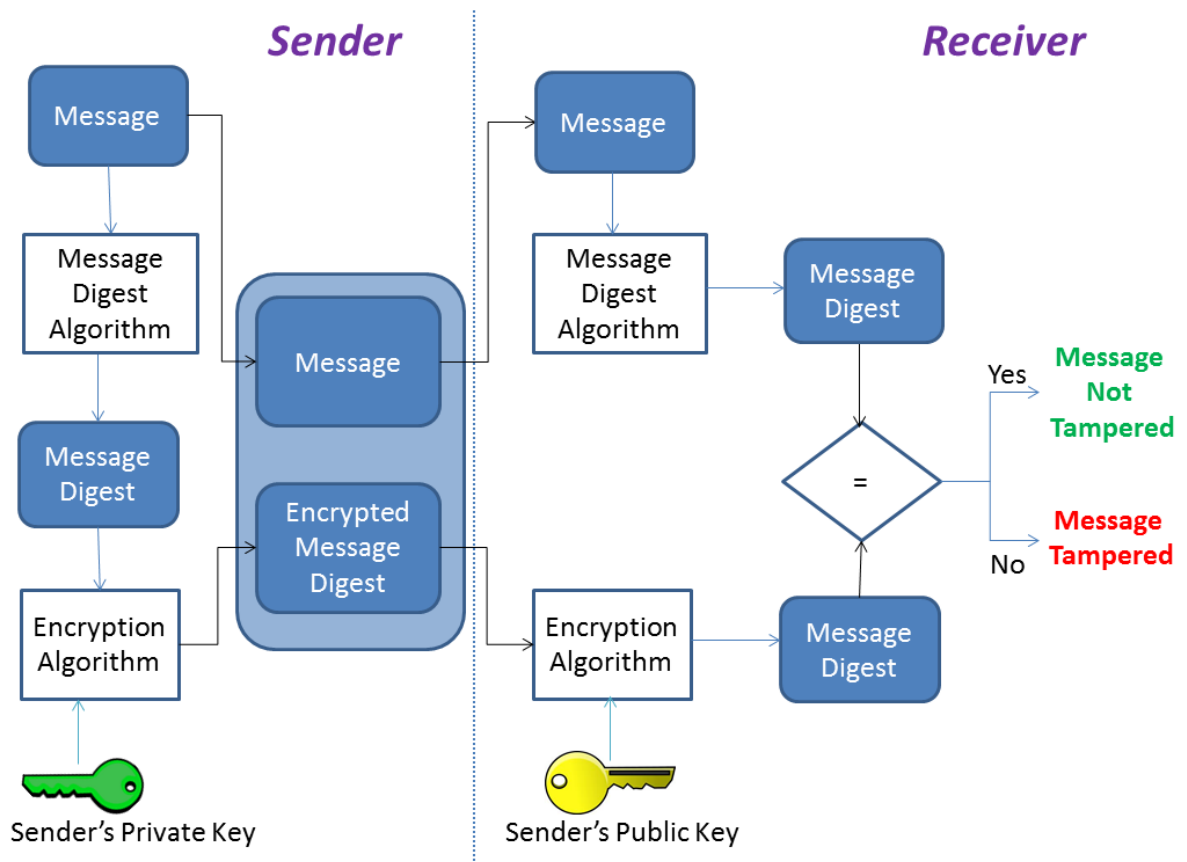 Sender
Receiver
Message
Message
Digest
Algorithm
Message
Digest
Encryption
Algorithm
Sender’s Private Key
Message
Encrypted
Message
Digest
Message
Message
Digest
Algorithm
Message
Digest
=
Yes
Message
Not
Tampered
No
Message
Tampered
Encryption
Algorithm
Message
Digest
Sender’s Public Key